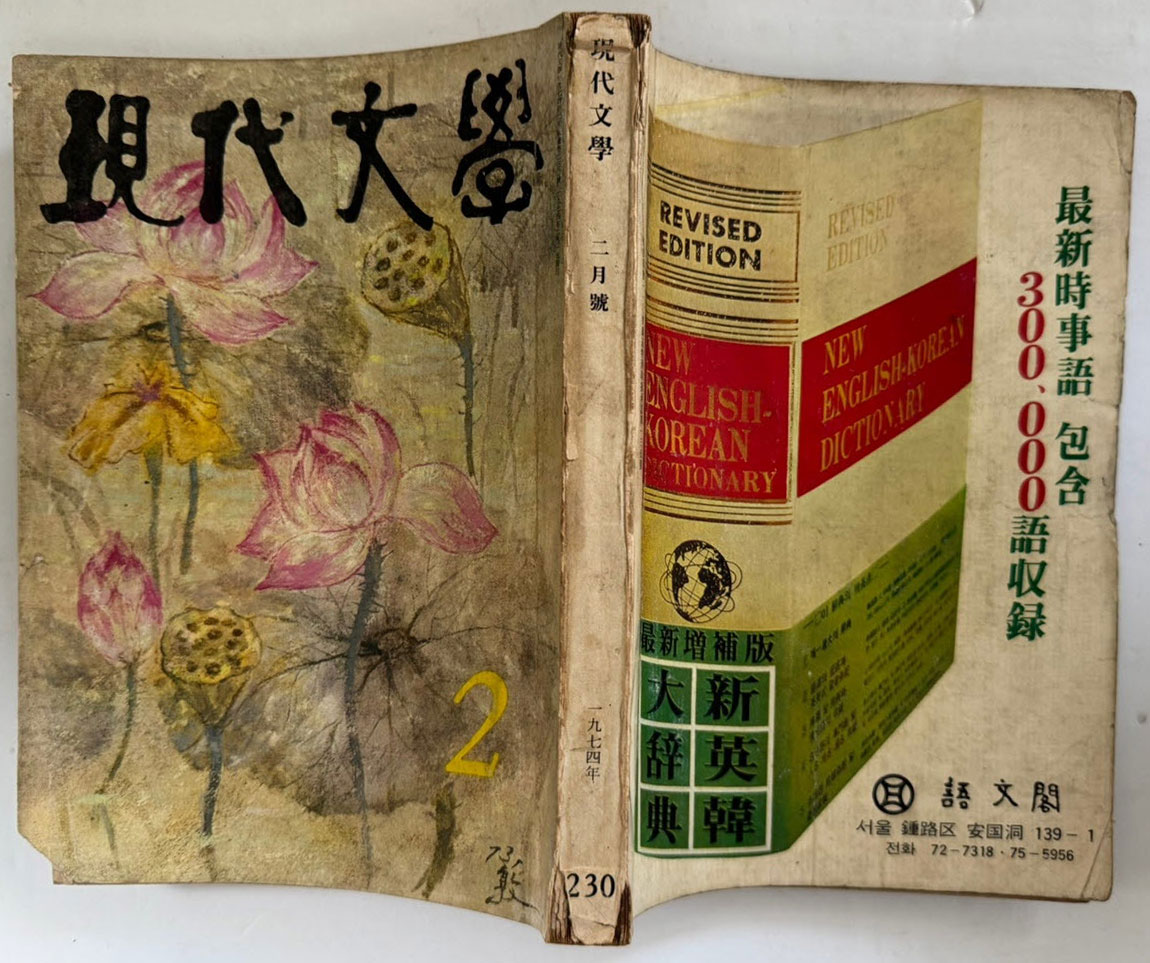 現代文學
2
現代文學
二月號
一九七四年
230
REVISED
EDITION
NEW
ENGLISH-
KOREAN
DICTIONARY
最新增補版
新英韓
大辞典
REVISED
EDITION
NEW
ENGLISH-KOREAN
DICTIONARY
最新時事語 包含
300,000語収録
語文閣
서울 鍾路区 安国洞 139-1
전화 72-7318·75-5956